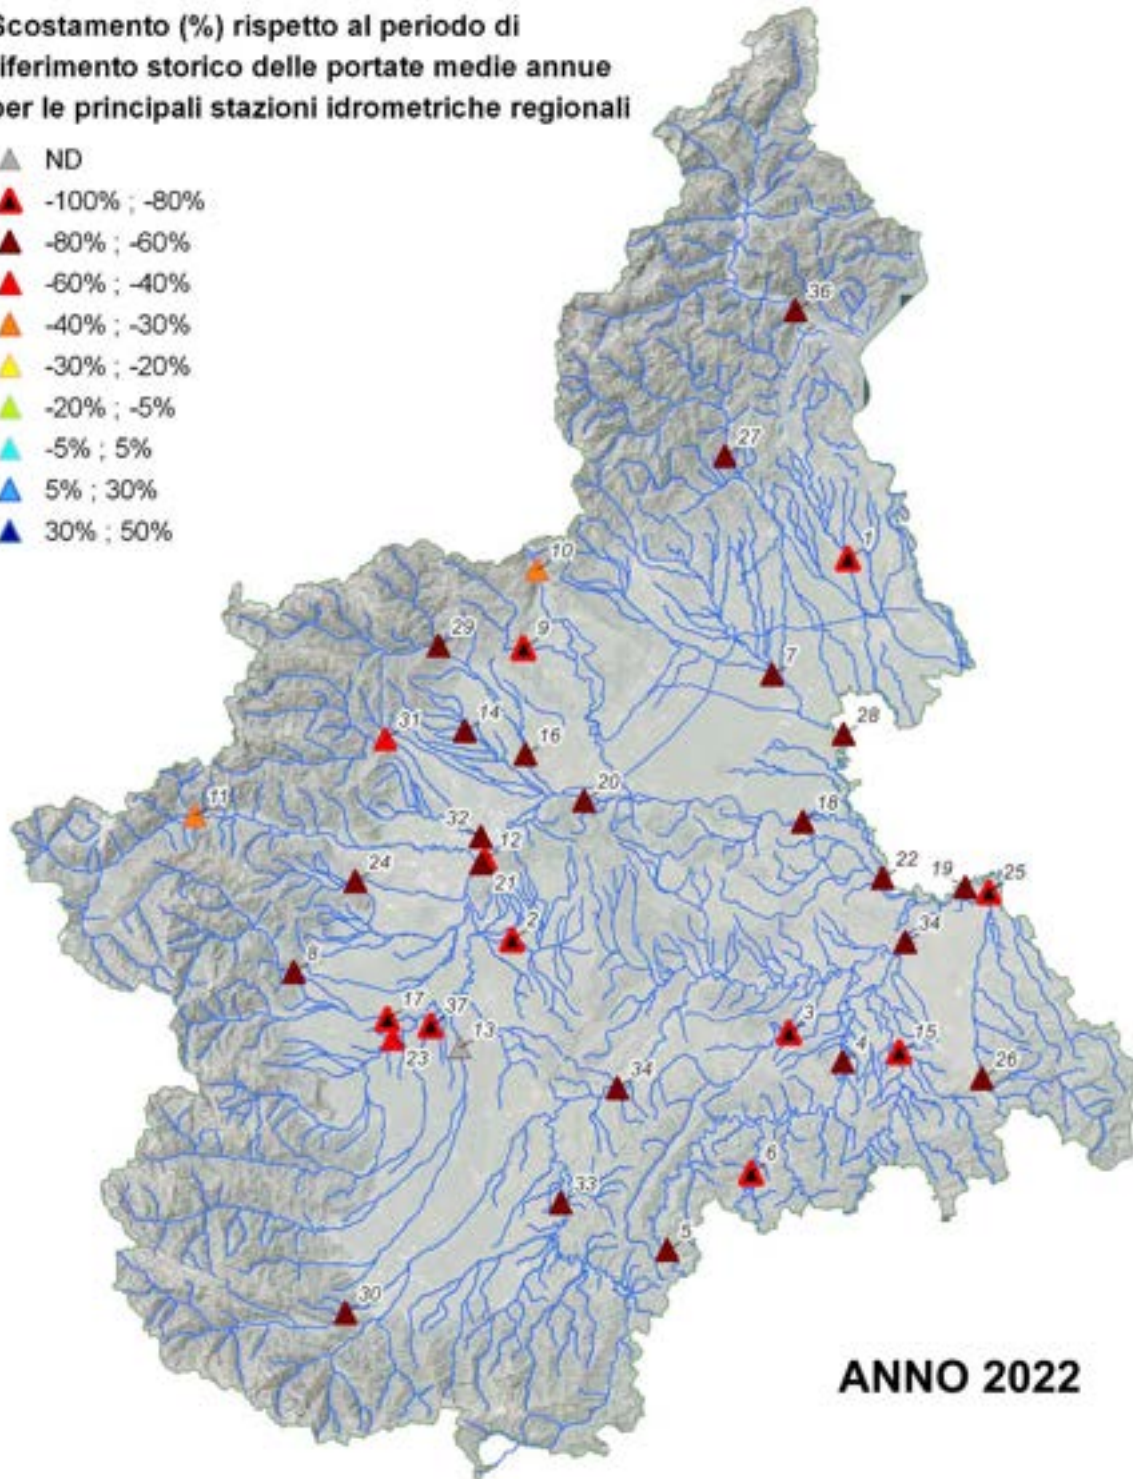 Scostamento (%) rispetto al periodo di
iferimento storico delle portate medie annue
per le principali stazioni idrometriche regionali
ND
-100% ; -80%
-80% ; -60%
-60% ; -40%
-40% ; -30%
-30% ; -20%
-20% ; -5%
-5% ; 5%
5% ; 30%
30% ; 50%
36
27
1
10
29
9
7
31
14
16
28
20
11
18
32
12
24
21
22
19
25
2
34
8
17
37
13
23
3
4
15
26
34
6
33
5
30
ANNO 2022